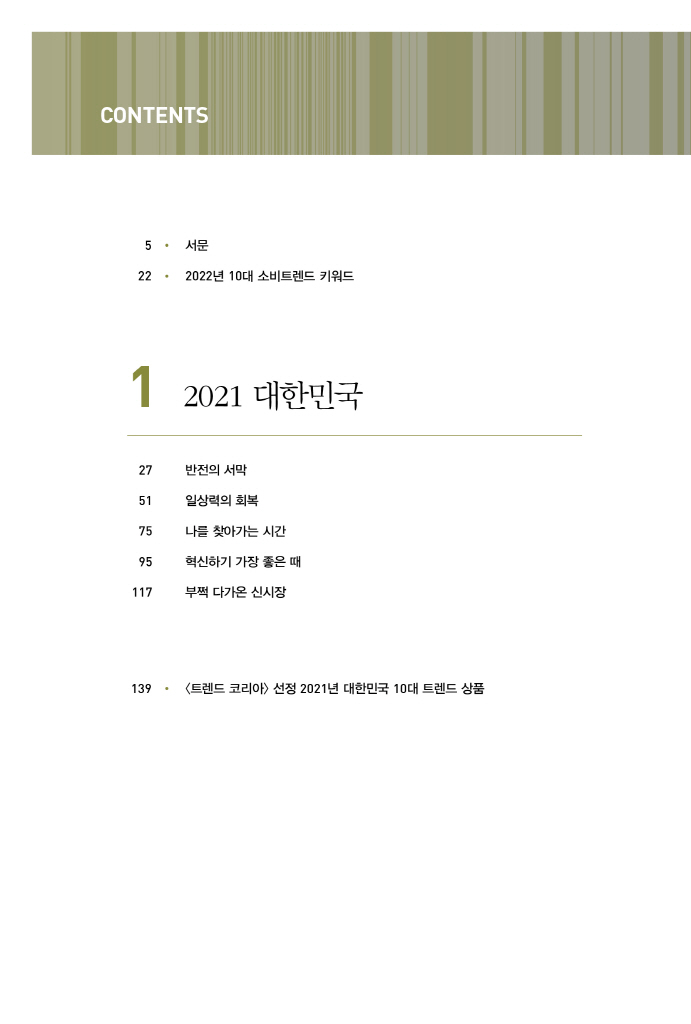 CONTENTS
5 • 서문
22 • 2022년 10대 소비트렌드 키워드
1 2021 대한민국
27 반전의 서막
51 일상력의 회복
75 나를 찾아가는 시간
95 혁신하기 가장 좋은 때
117 부쩍 다가온 신시장
139 • 〈트렌드 코리아〉 선정 2021년 대한민국 10대 트렌드 상품